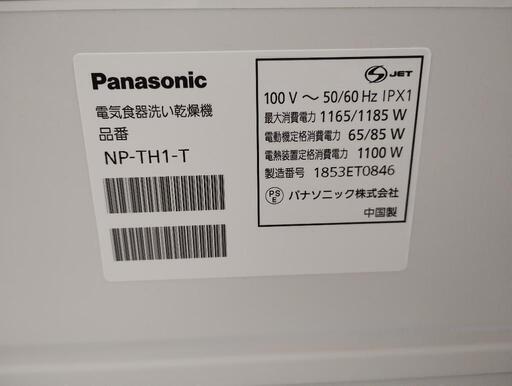 Panasonic
電気食器洗い乾燥機
品番
NP-TH1-T
S JET
100 V ～ 50/60 Hz IPX1
最大消費電力 1165/1185 W
電動機定格消費電力 65/85 W
電熱装置定格消費電力 1100 W
製造番号 1853ET0846
PSE パナソニック株式会社
中国製